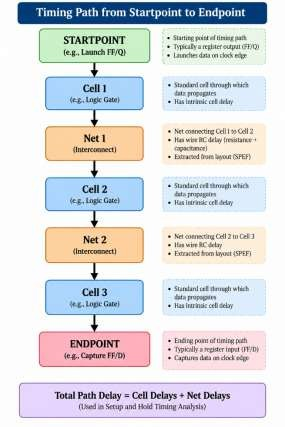 Timing Path from Startpoint to Endpoint
STARTPOINT
(e.g., Launch FF/Q)
• Starting point of timing path
• Typically a register output (FF/Q)
• Launches data on clock edge
Cell 1
(e.g., Logic Gate)
• Standard cell through which
data propagates
• Has intrinsic cell delay
Net 1
(Interconnect)
• Net connecting Cell 1 to Cell 2
• Has wire RC delay (resistance +
capacitance)
• Extracted from layout (SPEF)
Cell 2
(e.g., Logic Gate)
• Standard cell through which
data propagates
• Has intrinsic cell delay
Net 2
(Interconnect)
• Net connecting Cell 2 to Cell 3
• Has wire RC delay
• Extracted from layout (SPEF)
Cell 3
(e.g., Logic Gate)
• Standard cell through which
data propagates
• Has intrinsic cell delay
ENDPOINT
(e.g., Capture FF/D)
• Ending point of timing path
• Typically a register input (FF/D)
• Captures data on clock edge
Total Path Delay = Cell Delays + Net Delays
(Used in Setup and Hold Timing Analysis)